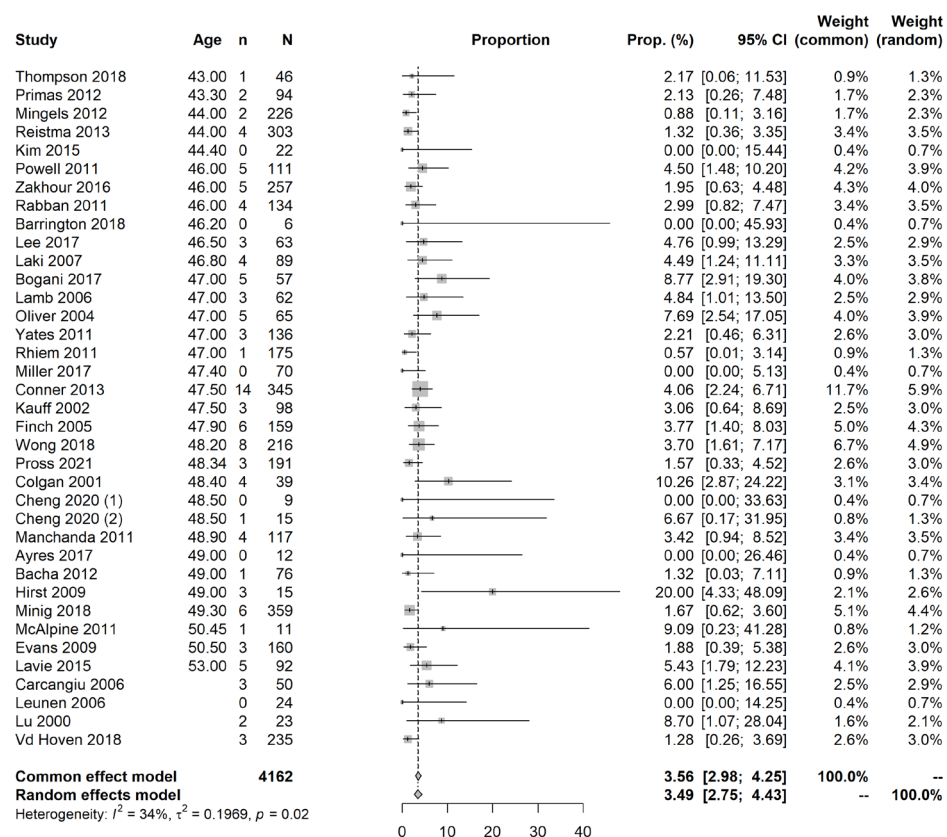 Weight Weight
Study Age n N Proportion Prop. (%) 95% CI (common) (random)
Thompson 2018 43.00 1 46 2.17 [0.06; 11.53] 0.9% 1.3%
Primas 2012 43.30 2 94 2.13 [0.26; 7.48] 1.7% 2.3%
Mingels 2012 44.00 2 226 0.88 [0.11; 3.16] 1.7% 2.3%
Reistma 2013 44.00 4 303 1.32 [0.36; 3.35] 3.4% 3.5%
Kim 2015 44.40 0 22 0.00 [0.00; 15.44] 0.4% 0.7%
Powell 2011 46.00 5 111 4.50 [1.48; 10.20] 4.2% 3.9%
Zakhour 2016 46.00 5 257 1.95 [0.63; 4.48] 4.3% 4.0%
Rabban 2011 46.00 4 134 2.99 [0.82; 7.47] 3.4% 3.5%
Barrington 2018 46.20 0 6 0.00 [0.00; 45.93] 0.4% 0.7%
Lee 2017 46.50 3 63 4.76 [0.99; 13.29] 2.5% 2.9%
Laki 2007 46.80 4 89 4.49 [1.24; 11.11] 3.3% 3.5%
Bogani 2017 47.00 5 57 8.77 [2.91; 19.30] 4.0% 3.8%
Lamb 2006 47.00 3 62 4.84 [1.01; 13.50] 2.5% 2.9%
Oliver 2004 47.00 5 65 7.69 [2.54; 17.05] 4.0% 3.9%
Yates 2011 47.00 3 136 2.21 [0.46; 6.31] 2.6% 3.0%
Rhiem 2011 47.00 1 175 0.57 [0.01; 3.14] 0.9% 1.3%
Miller 2017 47.40 0 70 0.00 [0.00; 5.13] 0.4% 0.7%
Conner 2013 47.50 14 345 4.06 [2.24; 6.71] 11.7% 5.9%
Kauff 2002 47.50 3 98 3.06 [0.64; 8.69] 2.5% 3.0%
Finch 2005 47.90 6 159 3.77 [1.40; 8.03] 5.0% 4.3%
Wong 2018 48.20 8 216 3.70 [1.61; 7.17] 6.7% 4.9%
Pross 2021 48.34 3 191 1.57 [0.33; 4.52] 2.6% 3.0%
Colgan 2001 48.40 4 39 10.26 [2.87; 24.22] 3.1% 3.4%
Cheng 2020 (1) 48.50 0 9 0.00 [0.00; 33.63] 0.4% 0.7%
Cheng 2020 (2) 48.50 1 15 6.67 [0.17; 31.95] 0.8% 1.3%
Manchanda 2011 48.90 4 117 3.42 [0.94; 8.52] 3.4% 3.5%
Ayres 2017 49.00 0 12 0.00 [0.00; 26.46] 0.4% 0.7%
Bacha 2012 49.00 1 76 1.32 [0.03; 7.11] 0.9% 1.3%
Hirst 2009 49.00 3 15 20.00 [4.33; 48.09] 2.1% 2.6%
Minig 2018 49.30 6 359 1.67 [0.62; 3.60] 5.1% 4.4%
McAlpine 2011 50.45 1 11 9.09 [0.23; 41.28] 0.8% 1.2%
Evans 2009 50.50 3 160 1.88 [0.39; 5.38] 2.6% 3.0%
Lavie 2015 53.00 5 92 5.43 [1.79; 12.23] 4.1% 3.9%
Carcangiu 2006 3 50 6.00 [1.25; 16.55] 2.5% 2.9%
Leunen 2006 0 24 0.00 [0.00; 14.25] 0.4% 0.7%
Lu 2000 2 23 8.70 [1.07; 28.04] 1.6% 2.1%
Vd Hoven 2018 3 235 1.28 [0.26; 3.69] 2.6% 3.0%
Common effect model 4162 3.56 [2.98; 4.25] 100.0% --
Random effects model 3.49 [2.75; 4.43] -- 100.0%
Heterogeneity: I² = 34%, τ² = 0.1969, p = 0.02
0 10 20 30 40